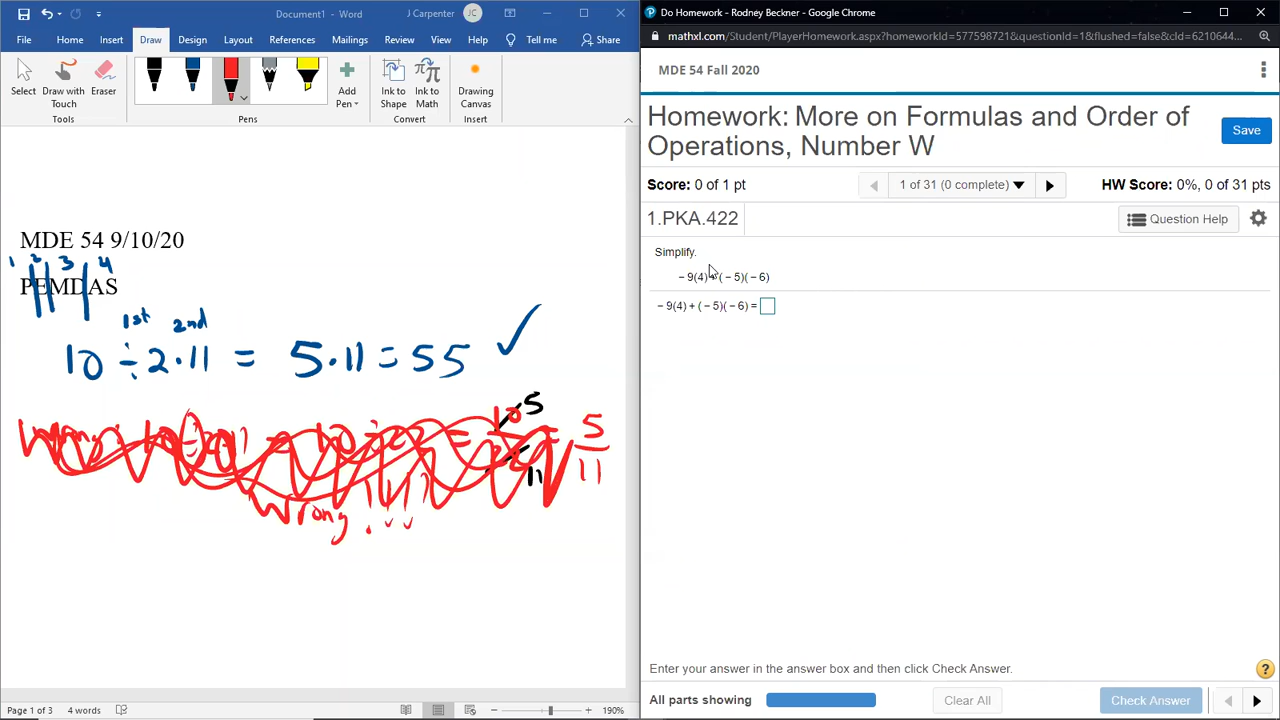 Document1 - Word
J Carpenter
JC
File Home Insert Draw Design Layout References Mailings Review View Help Tell me Share
Select
Draw with Touch
Eraser
Add Pen
Ink to Shape
Ink to Math
Drawing Canvas
Tools
Pens
Convert
Insert
MDE 54 9/10/20
1 2 3 4
PEMDAS
1st 2nd
10 ÷ 2 · 11 = 5 · 11 = 55 ✓
5
10
= 5
11
11
Wrong!!!
Page 1 of 3 4 words
190%
Do Homework - Rodney Beckner - Google Chrome
mathxl.com/Student/PlayerHomework.aspx?homeworkId=577598721&questionId=1&flushed=false&cId=6210644...
MDE 54 Fall 2020
Homework: More on Formulas and Order of
Operations, Number W
Save
Score: 0 of 1 pt
1 of 31 (0 complete)
HW Score: 0%, 0 of 31 pts
1.PKA.422
Question Help
Simplify.
− 9(4) + (− 5)(− 6)
− 9(4) + (− 5)(− 6) =
Enter your answer in the answer box and then click Check Answer.
?
All parts showing
Clear All
Check Answer